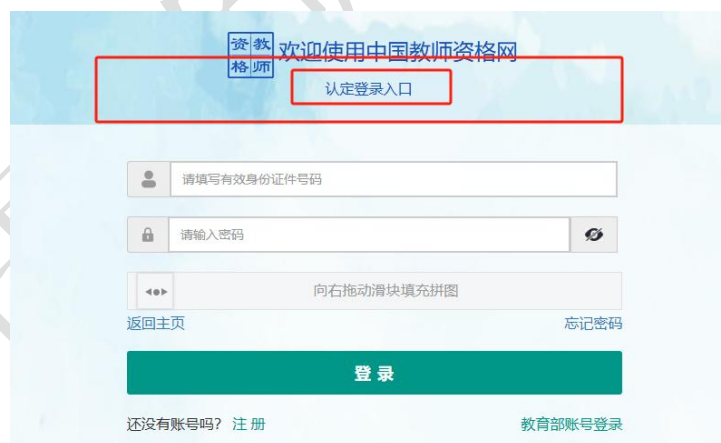 资教 欢迎使用中国教师资格网
格师
认定登录入口
请填写有效身份证件号码
请输入密码
向右拖动滑块填充拼图
返回主页 忘记密码
登 录
还没有账号吗? 注 册 教育部账号登录